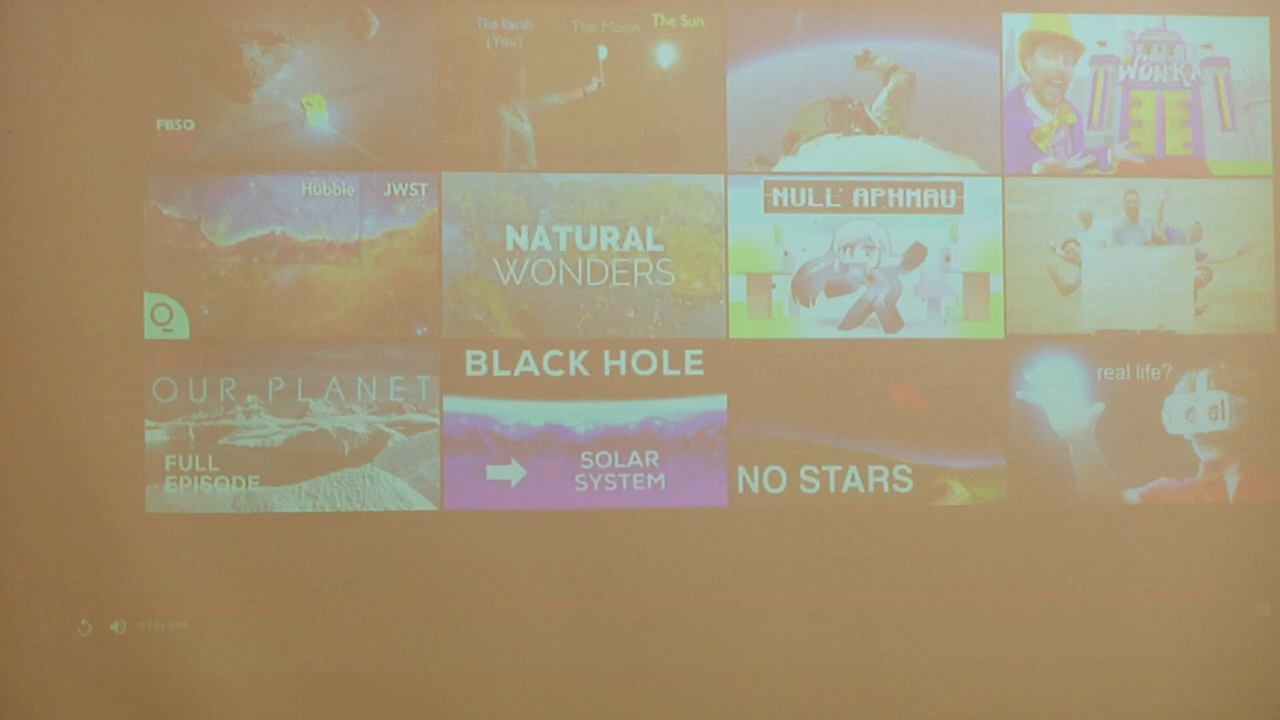 The Earth
(You)
The Moon
The Sun
PBSO
WONKA
Hubble
JWST
NATURAL
WONDERS
NULL APHMAU
OUR PLANET
FULL
EPISODE
BLACK HOLE
SOLAR
SYSTEM
NO STARS
real life?